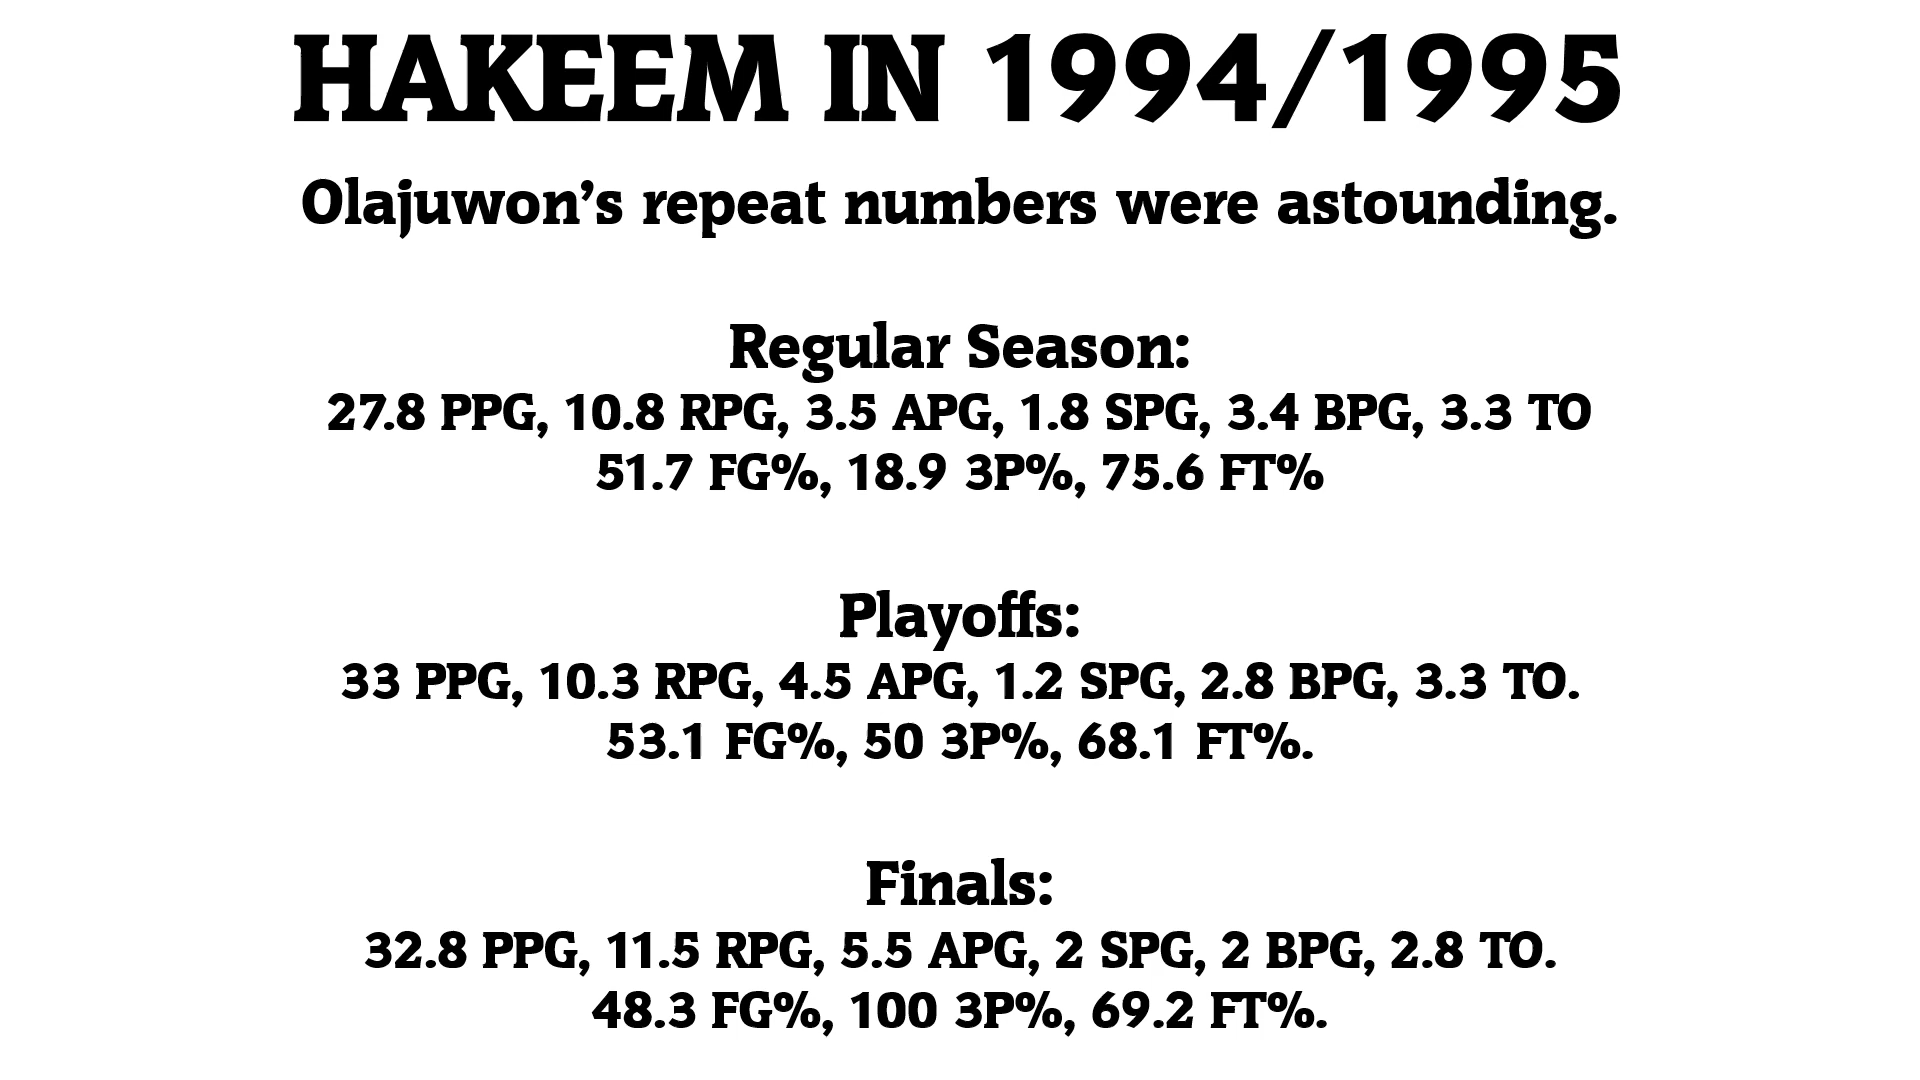 HAKEEM IN 1994/1995
Olajuwon’s repeat numbers were astounding.
Regular Season:
27.8 PPG, 10.8 RPG, 3.5 APG, 1.8 SPG, 3.4 BPG, 3.3 TO
51.7 FG%, 18.9 3P%, 75.6 FT%
Playoffs:
33 PPG, 10.3 RPG, 4.5 APG, 1.2 SPG, 2.8 BPG, 3.3 TO.
53.1 FG%, 50 3P%, 68.1 FT%.
Finals:
32.8 PPG, 11.5 RPG, 5.5 APG, 2 SPG, 2 BPG, 2.8 TO.
48.3 FG%, 100 3P%, 69.2 FT%.